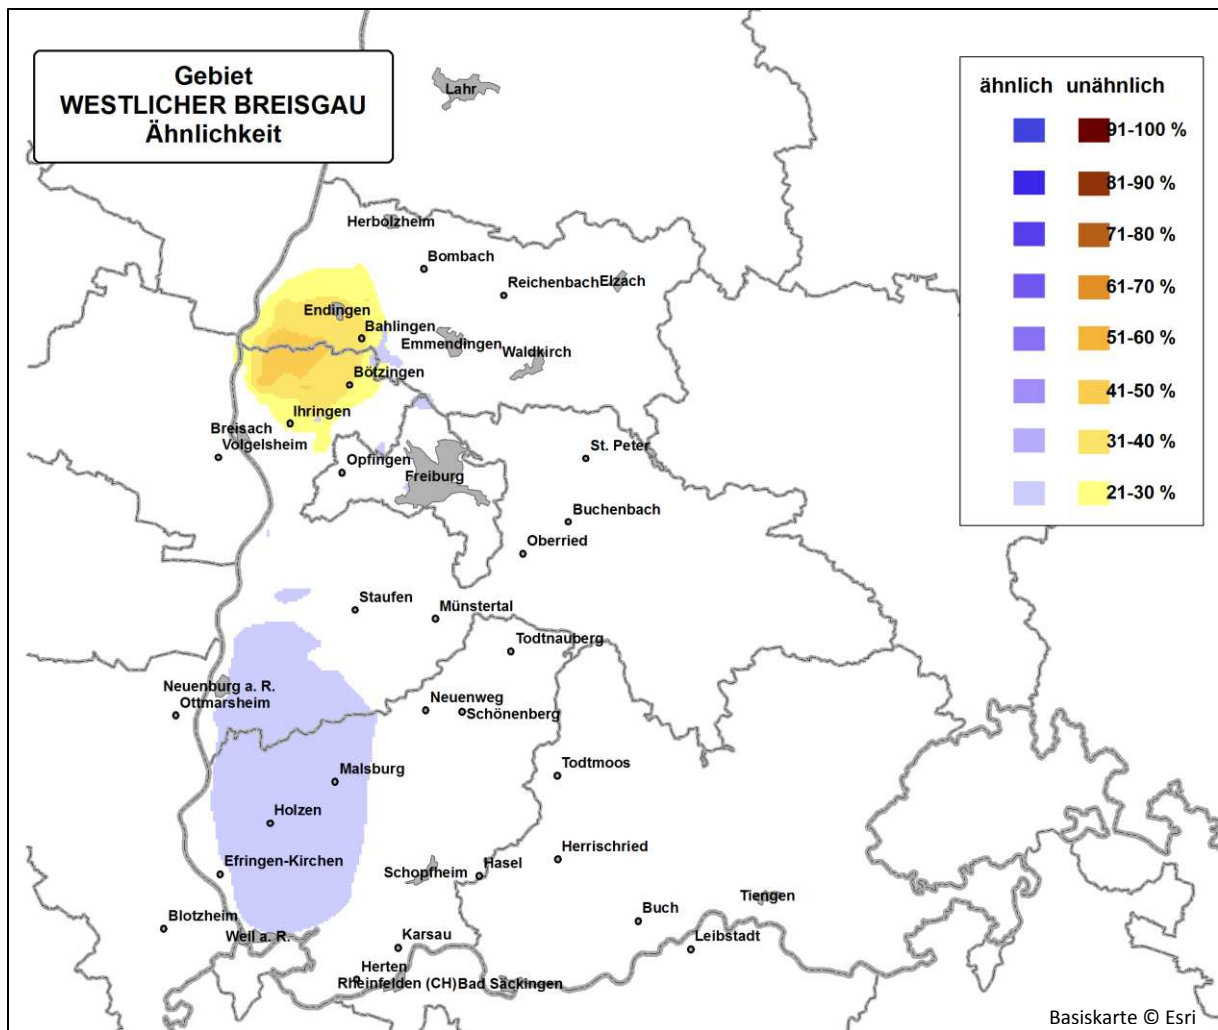 Gebiet
WESTLICHER BREISGAU
Ähnlichkeit
ähnlich unähnlich
91-100 %
81-90 %
71-80 %
61-70 %
51-60 %
41-50 %
31-40 %
21-30 %
Lahr
Herbolzheim
Bombach
Reichenbach
Elzach
Endingen
Bahlingen
Emmendingen
Waldkirch
Bötzingen
Ihringen
Breisach
Volgelsheim
Opfingen
Freiburg
St. Peter
Buchenbach
Oberried
Staufen
Münstertal
Todtnauberg
Neuenburg a. R.
Ottmarsheim
Neuenweg
Schönenberg
Malsburg
Todtmoos
Holzen
Efringen-Kirchen
Schopfheim
Hasel
Herrischried
Blotzheim
Weil a. R.
Karsau
Buch
Tiengen
Leibstadt
Herten
Rheinfelden (CH)
Bad Säckingen
Basiskarte © Esri